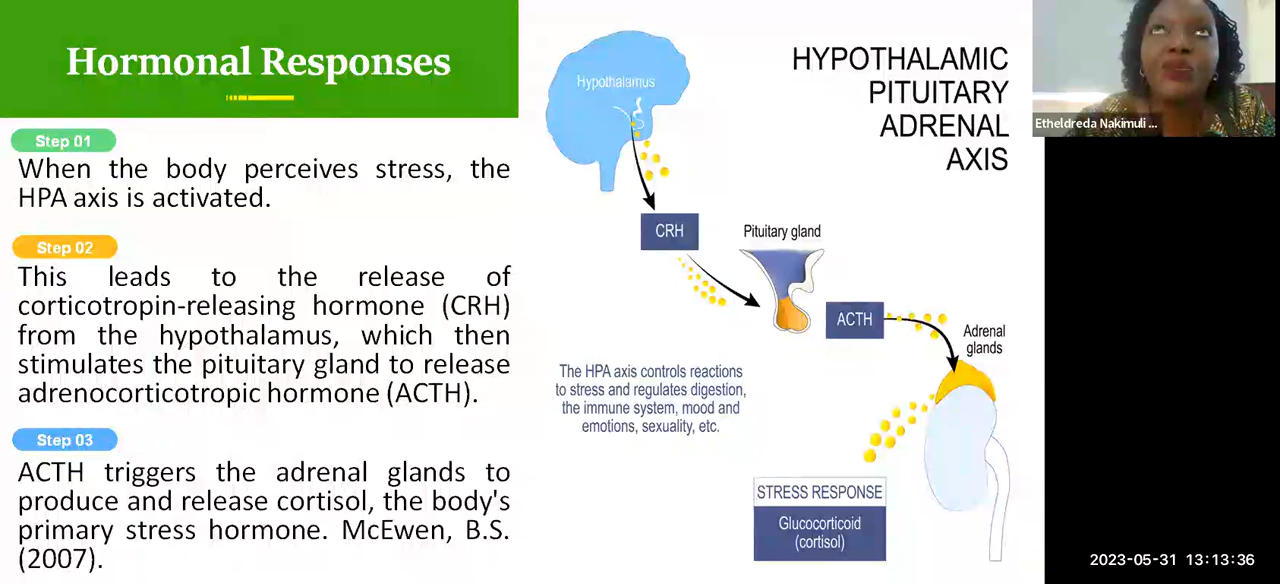 Hormonal Responses
Step 01
When the body perceives stress, the
HPA axis is activated.
Step 02
This leads to the release of
corticotropin-releasing hormone (CRH)
from the hypothalamus, which then
stimulates the pituitary gland to release
adrenocorticotropic hormone (ACTH).
Step 03
ACTH triggers the adrenal glands to
produce and release cortisol, the body's
primary stress hormone. McEwen, B.S.
(2007).
HYPOTHALAMIC
PITUITARY
ADRENAL
AXIS
Hypothalamus
CRH
Pituitary gland
ACTH
Adrenal
glands
The HPA axis controls reactions
to stress and regulates digestion,
the immune system, mood and
emotions, sexuality, etc.
STRESS RESPONSE
Glucocorticoid
(cortisol)
Etheldreda Nakimuli ...
2023-05-31 13:13:36